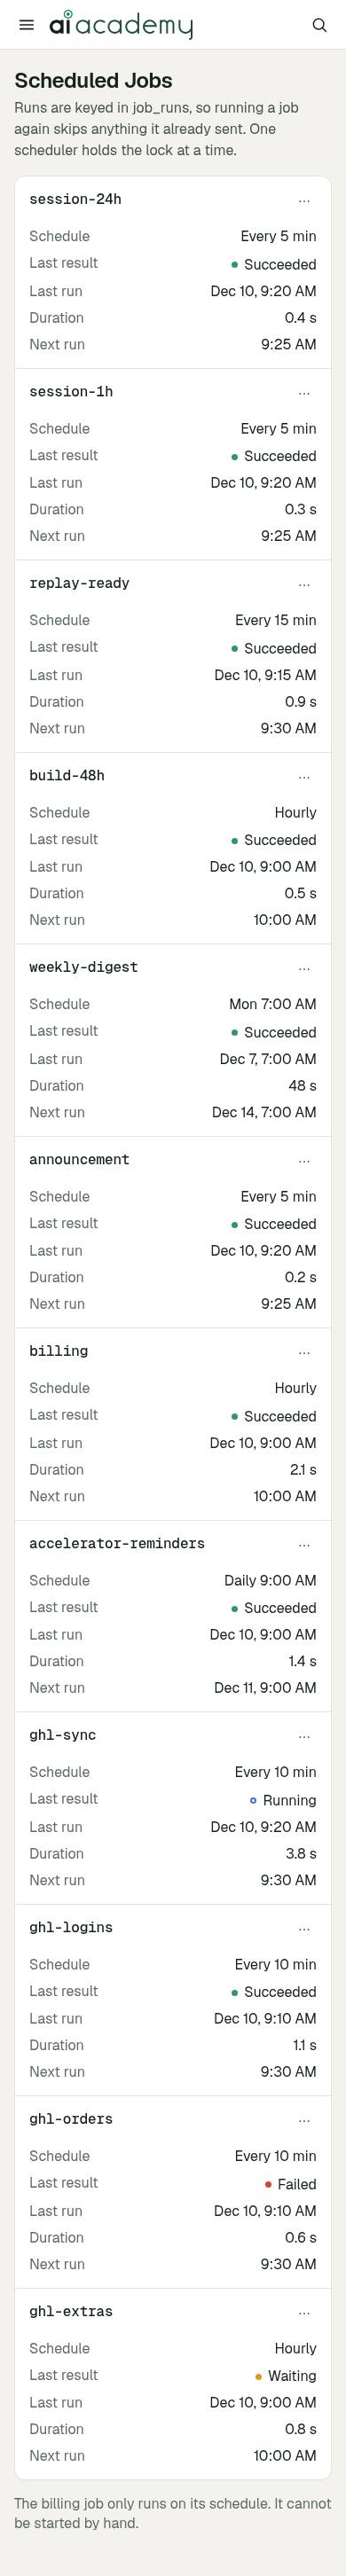 ai academy
Scheduled Jobs
Runs are keyed in job_runs, so running a job
again skips anything it already sent. One
scheduler holds the lock at a time.
session-24h ...
Schedule Every 5 min
Last result Succeeded
Last run Dec 10, 9:20 AM
Duration 0.4 s
Next run 9:25 AM
session-1h ...
Schedule Every 5 min
Last result Succeeded
Last run Dec 10, 9:20 AM
Duration 0.3 s
Next run 9:25 AM
replay-ready ...
Schedule Every 15 min
Last result Succeeded
Last run Dec 10, 9:15 AM
Duration 0.9 s
Next run 9:30 AM
build-48h ...
Schedule Hourly
Last result Succeeded
Last run Dec 10, 9:00 AM
Duration 0.5 s
Next run 10:00 AM
weekly-digest ...
Schedule Mon 7:00 AM
Last result Succeeded
Last run Dec 7, 7:00 AM
Duration 48 s
Next run Dec 14, 7:00 AM
announcement ...
Schedule Every 5 min
Last result Succeeded
Last run Dec 10, 9:20 AM
Duration 0.2 s
Next run 9:25 AM
billing ...
Schedule Hourly
Last result Succeeded
Last run Dec 10, 9:00 AM
Duration 2.1 s
Next run 10:00 AM
accelerator-reminders ...
Schedule Daily 9:00 AM
Last result Succeeded
Last run Dec 10, 9:00 AM
Duration 1.4 s
Next run Dec 11, 9:00 AM
ghl-sync ...
Schedule Every 10 min
Last result Running
Last run Dec 10, 9:20 AM
Duration 3.8 s
Next run 9:30 AM
ghl-logins ...
Schedule Every 10 min
Last result Succeeded
Last run Dec 10, 9:10 AM
Duration 1.1 s
Next run 9:30 AM
ghl-orders ...
Schedule Every 10 min
Last result Failed
Last run Dec 10, 9:10 AM
Duration 0.6 s
Next run 9:30 AM
ghl-extras ...
Schedule Hourly
Last result Waiting
Last run Dec 10, 9:00 AM
Duration 0.8 s
Next run 10:00 AM
The billing job only runs on its schedule. It cannot
be started by hand.